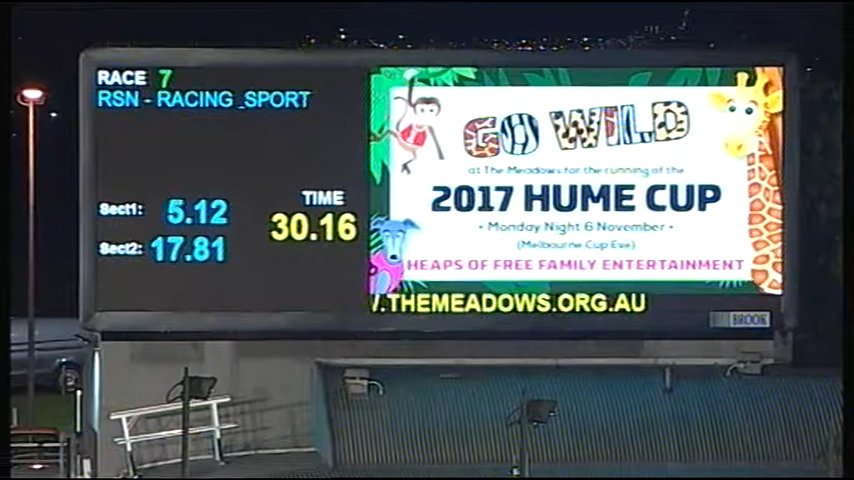 RACE 7
RSN - RACING SPORT
Sect1: 5.12
Sect2: 17.81
TIME
30.16
GO WILD
at The Meadows for the running of the
2017 HUME CUP
• Monday Night 6 November •
(Melbourne Cup Eve)
HEAPS OF FREE FAMILY ENTERTAINMENT
.THEMEADOWS.ORG.AU
BROOK